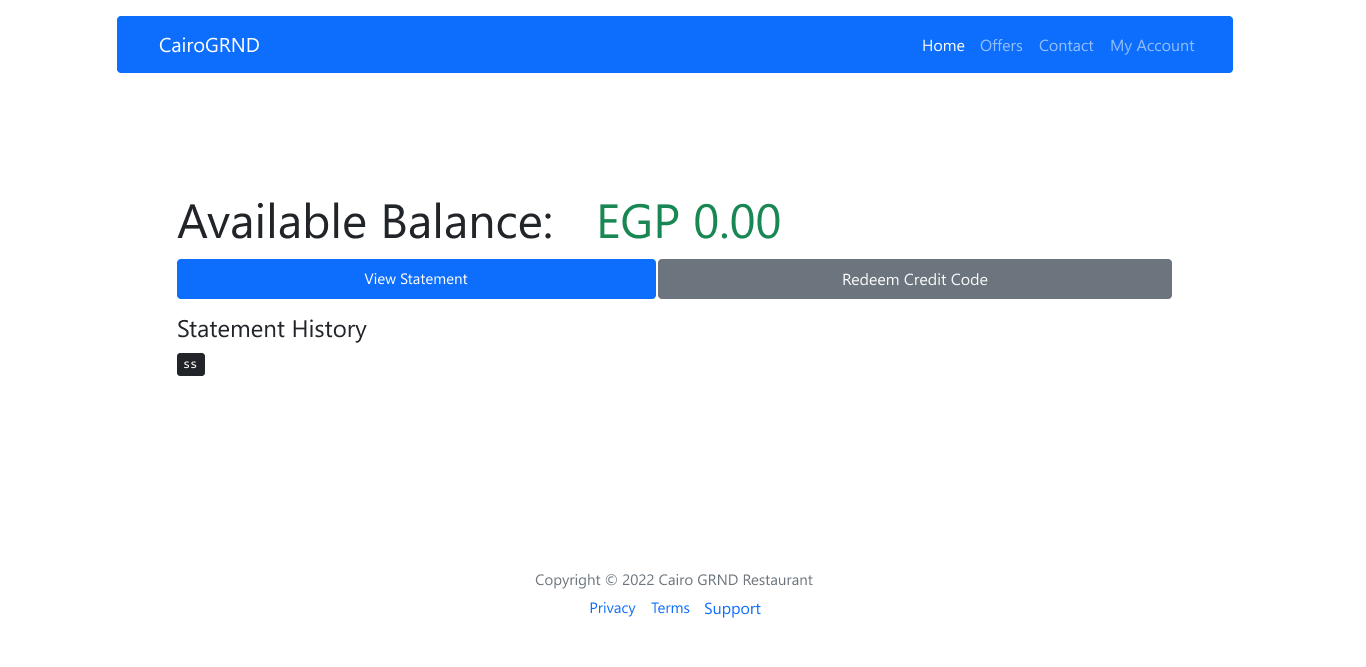 CairoGRND Home Offers Contact My Account
Available Balance: EGP 0.00
View Statement Redeem Credit Code
Statement History
ss
Copyright © 2022 Cairo GRND Restaurant
Privacy Terms Support